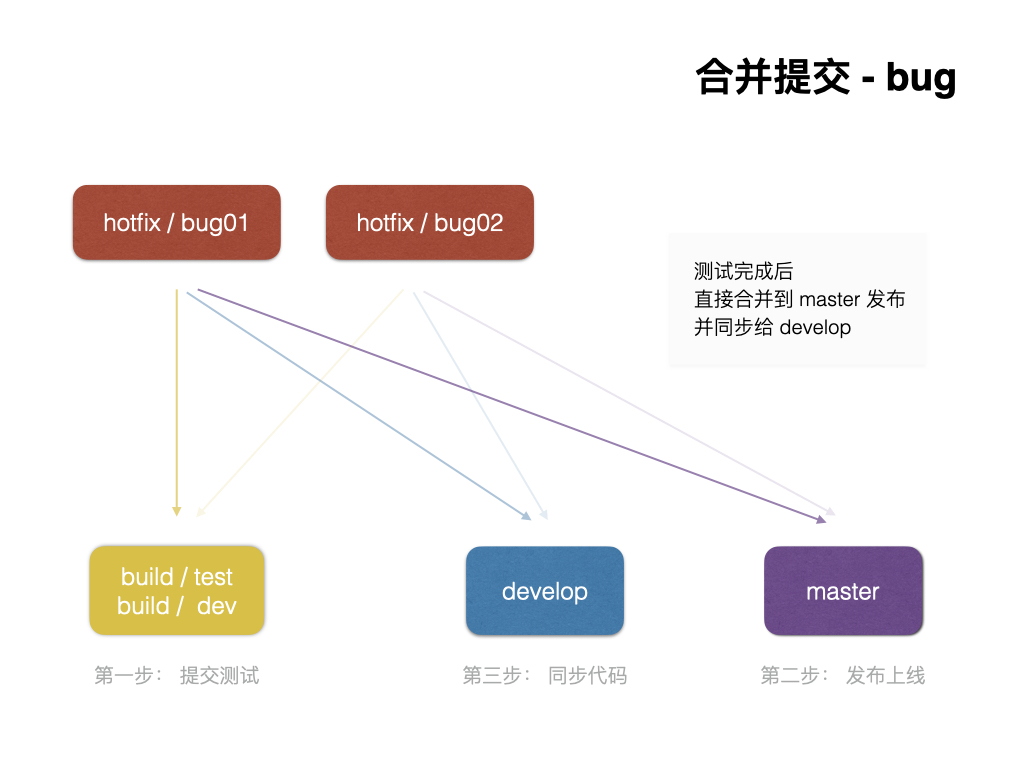 合并提交 - bug
hotfix / bug01
hotfix / bug02
测试完成后
直接合并到 master 发布
并同步给 develop
build / test
build /  dev
develop
master
第一步： 提交测试
第三步： 同步代码
第二步： 发布上线